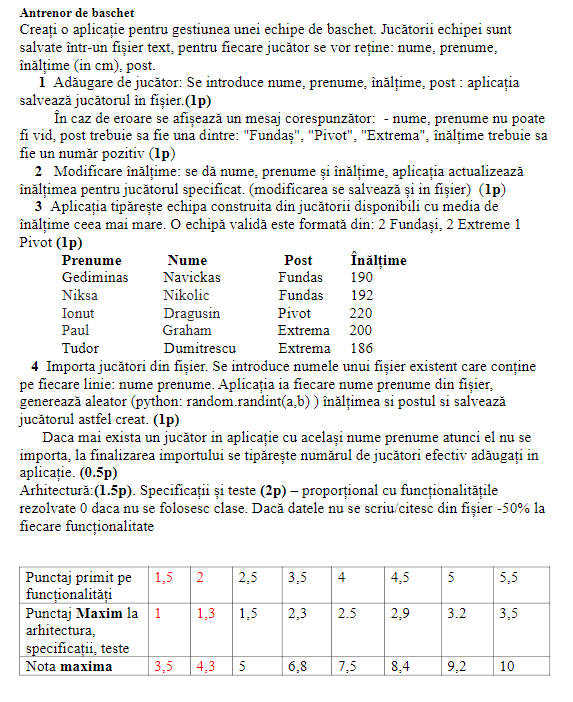 Antrenor de baschet
Creați o aplicație pentru gestiunea unei echipe de baschet. Jucătorii echipei sunt
salvate într-un fișier text, pentru fiecare jucător se vor reține: nume, prenume,
înălțime (in cm), post.
1 Adăugare de jucător: Se introduce nume, prenume, înălțime, post : aplicația
salvează jucătorul în fișier.(1p)
În caz de eroare se afișează un mesaj corespunzător: - nume, prenume nu poate
fi vid, post trebuie sa fie una dintre: "Fundaș", "Pivot", "Extrema", înălțime trebuie sa
fie un număr pozitiv (1p)
2 Modificare înălțime: se dă nume, prenume și înălțime, aplicația actualizează
înălțimea pentru jucătorul specificat. (modificarea se salvează și in fișier) (1p)
3 Aplicația tipărește echipa construita din jucătorii disponibili cu media de
înălțime ceea mai mare. O echipă validă este formată din: 2 Fundași, 2 Extreme 1
Pivot (1p)
Prenume Nume Post Înălțime
Gediminas Navickas Fundas 190
Niksa Nikolic Fundas 192
Ionut Dragusin Pivot 220
Paul Graham Extrema 200
Tudor Dumitrescu Extrema 186
4 Importa jucători din fișier. Se introduce numele unui fișier existent care conține
pe fiecare linie: nume prenume. Aplicația ia fiecare nume prenume din fișier,
generează aleator (python: random.randint(a,b) ) înălțimea si postul si salvează
jucătorul astfel creat. (1p)
Daca mai exista un jucător in aplicație cu același nume prenume atunci el nu se
importa, la finalizarea importului se tipărește numărul de jucători efectiv adăugați in
aplicație. (0.5p)
Arhitectură:(1.5p). Specificații și teste (2p) – proporțional cu funcționalitățile
rezolvate 0 daca nu se folosesc clase. Dacă datele nu se scriu/citesc din fișier -50% la
fiecare funcționalitate
Punctaj primit pe 1,5 2 2,5 3,5 4 4,5 5 5,5
funcționalități
Punctaj Maxim la 1 1,3 1,5 2,3 2.5 2,9 3.2 3,5
arhitectura,
specificații, teste
Nota maxima 3,5 4,3 5 6,8 7,5 8,4 9,2 10